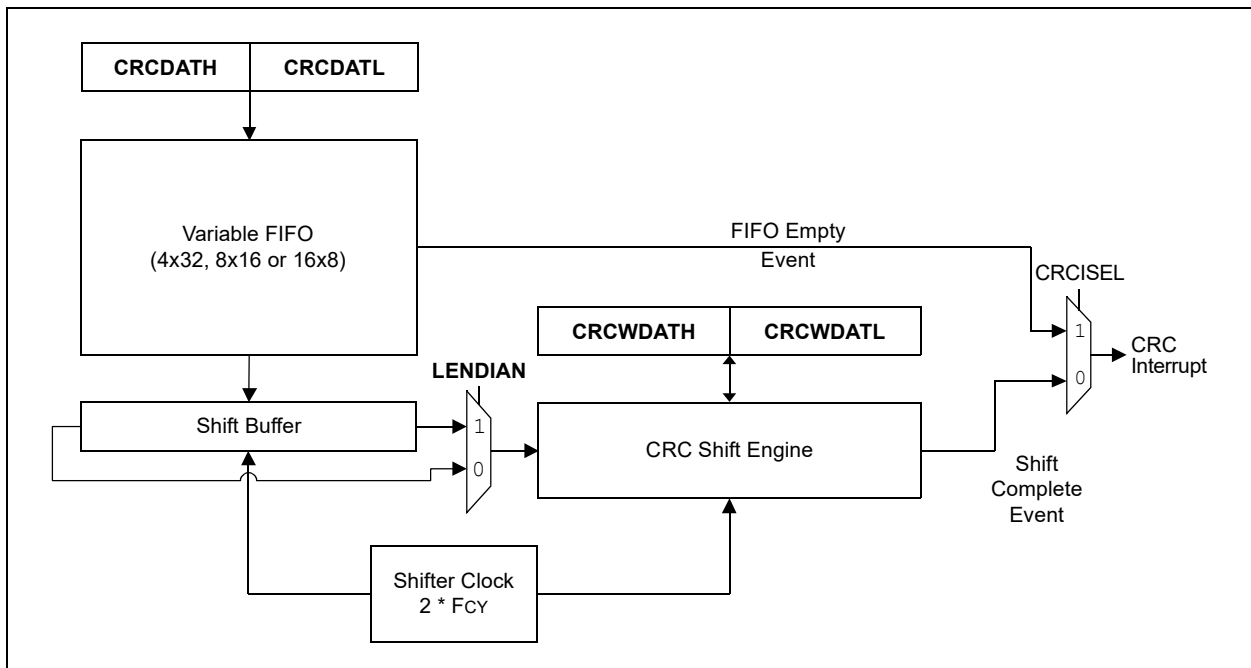 CRCDATH
CRCDATL
Variable FIFO
(4x32, 8x16 or 16x8)
FIFO Empty
Event
CRCISEL
1
0
CRC
Interrupt
CRCWDATH
CRCWDATL
LENDIAN
1
0
Shift Buffer
CRC Shift Engine
Shift
Complete
Event
Shifter Clock
2 * FCY